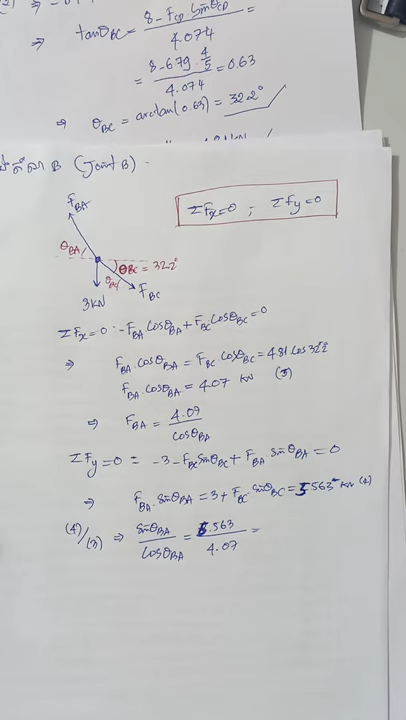 tanθBC = 8 - FCD sinθCD =
4.074
= 8 - 6.79 · 4/5 = 0.63
4.074
⇒ θBC = arctan(0.63) = 32.2°
B (Joint B)
FBA
ΣFx=0 ; ΣFy=0
θBA
θBC = 32.2°
θBC
FBC
3KN
ΣFx=0 : -FBA cosθBA + FBC cosθBC = 0
⇒ FBA cosθBA = FBC cosθBC = 4.81 cos 32.2
FBA cosθBA = 4.07 KN (3)
⇒ FBA = 4.07
cosθBA
ΣFy=0 = -3 - FBC sinθBC + FBA sinθBA = 0
⇒ FBA sinθBA = 3 + FBC sinθBC = 5.563 KN (4)
(4)/(3) ⇒ sinθBA = 5.563 =
cosθBA 4.07